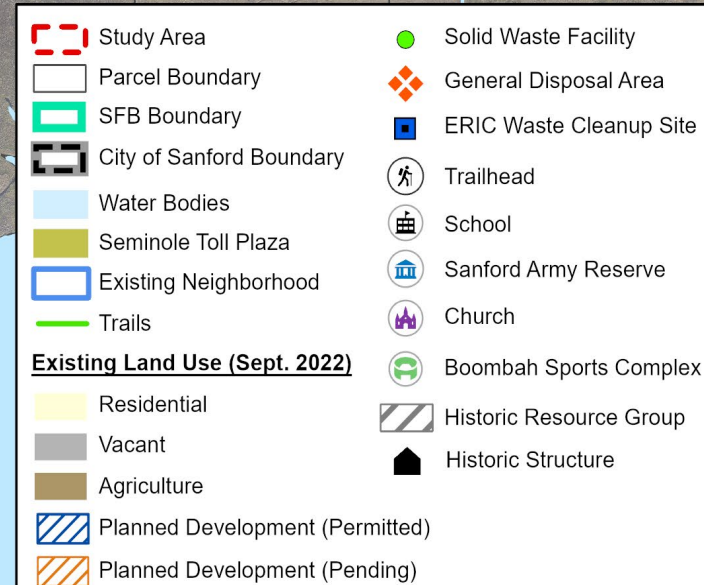 Study Area
Parcel Boundary
SFB Boundary
City of Sanford Boundary
Water Bodies
Seminole Toll Plaza
Existing Neighborhood
Trails
Existing Land Use (Sept. 2022)
Residential
Vacant
Agriculture
Planned Development (Permitted)
Planned Development (Pending)
Solid Waste Facility
General Disposal Area
ERIC Waste Cleanup Site
Trailhead
School
Sanford Army Reserve
Church
Boombah Sports Complex
Historic Resource Group
Historic Structure